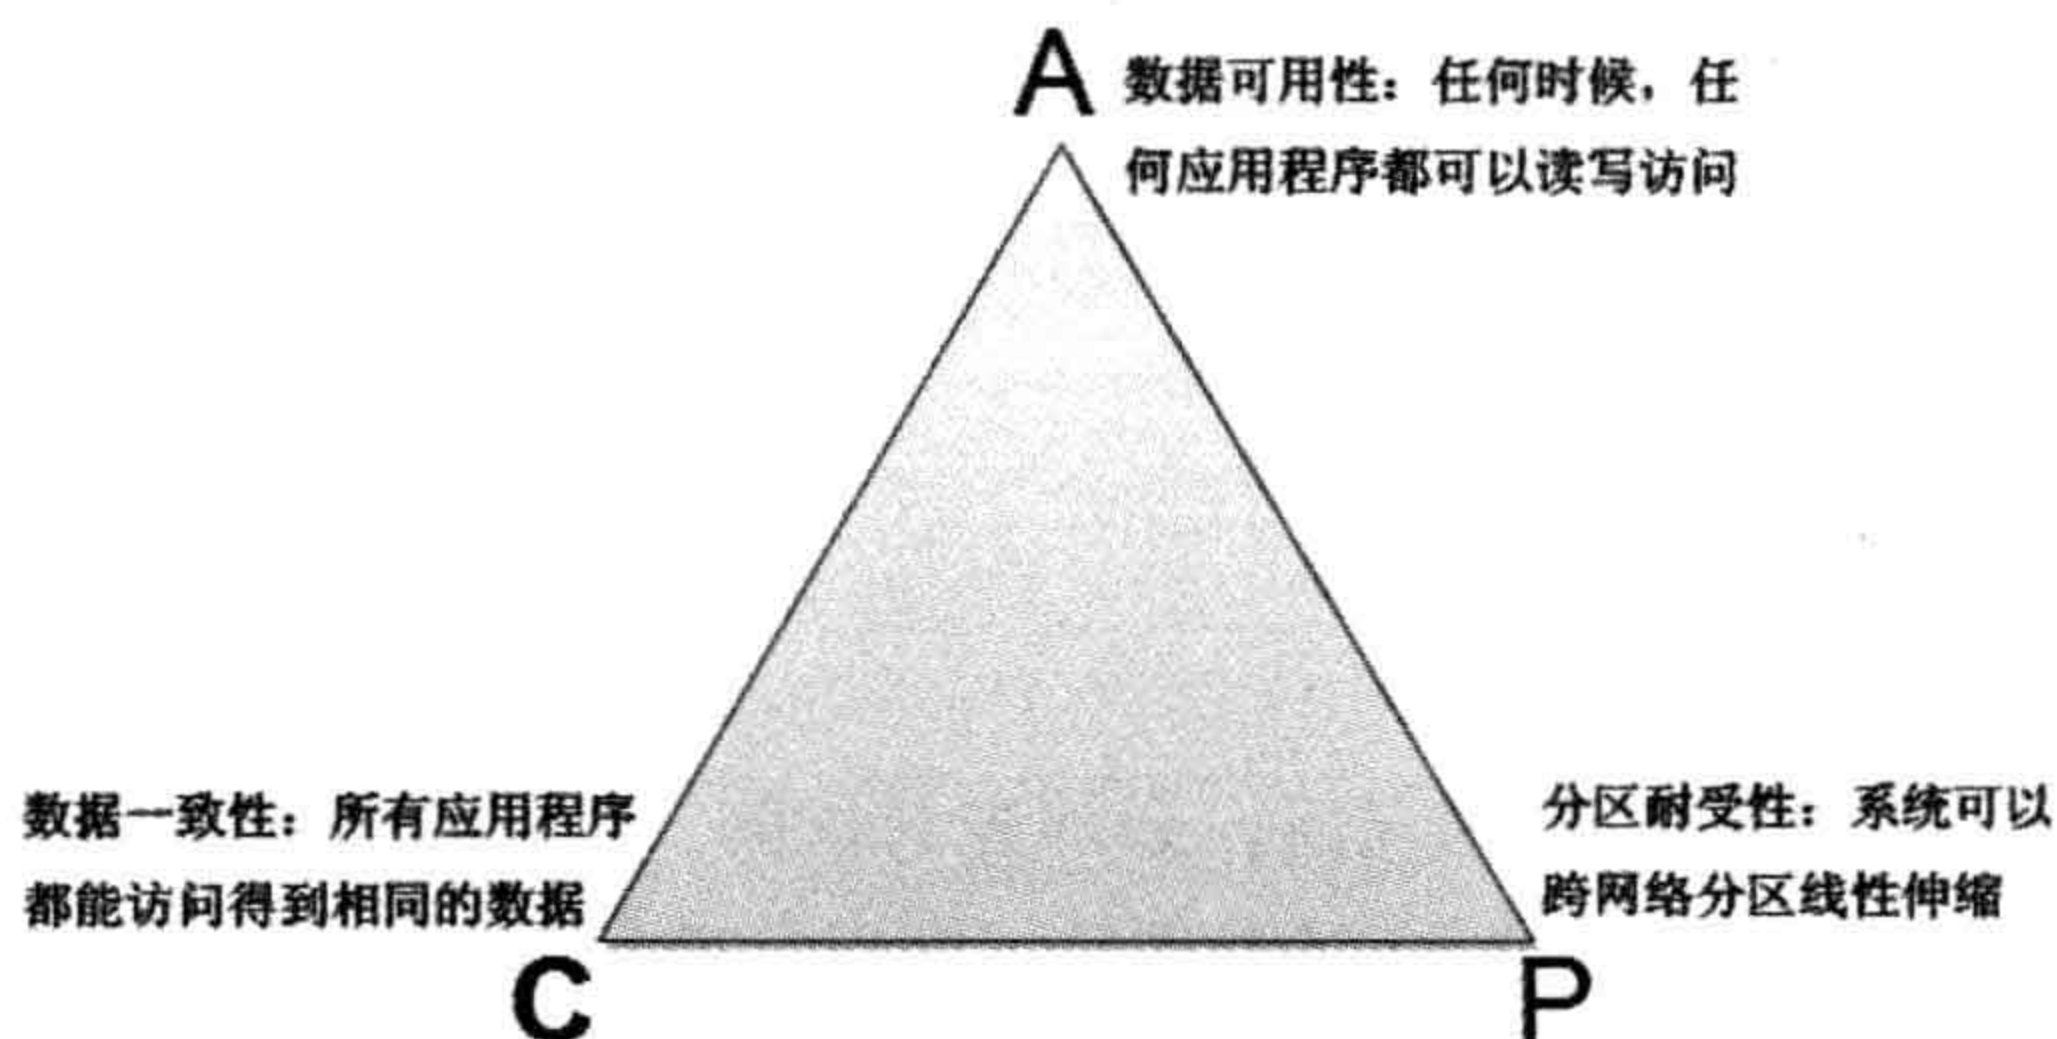 A
数据可用性：任何时候，任
何应用程序都可以读写访问
数据一致性：所有应用程序
都能访问得到相同的数据
C
分区耐受性：系统可以
跨网络分区线性伸缩
P